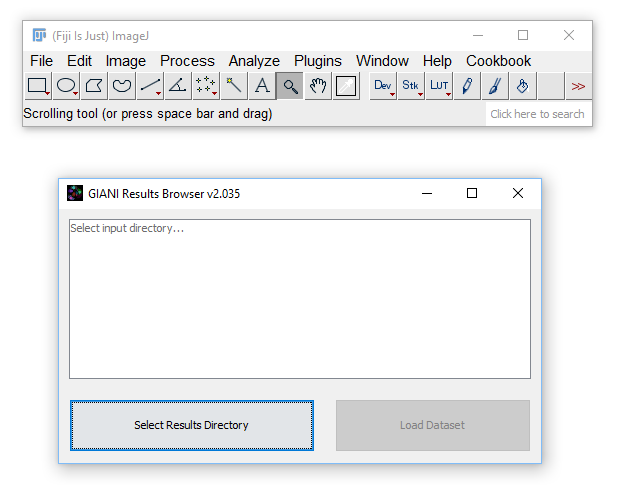 (Fiji Is Just) ImageJ
File Edit Image Process Analyze Plugins Window Help Cookbook
A Dev Stk LUT >>
Scrolling tool (or press space bar and drag) Click here to search
GIANI Results Browser v2.035
Select input directory...
Select Results Directory Load Dataset